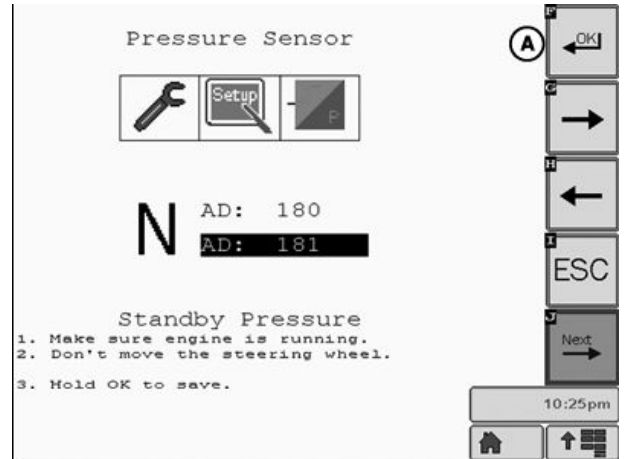 Pressure Sensor
Setup
P
N
AD: 180
AD: 181
Standby Pressure
1. Make sure engine is running.
2. Don't move the steering wheel.
3. Hold OK to save.
A
F
OK
G
H
I
ESC
J
Next
10:25pm